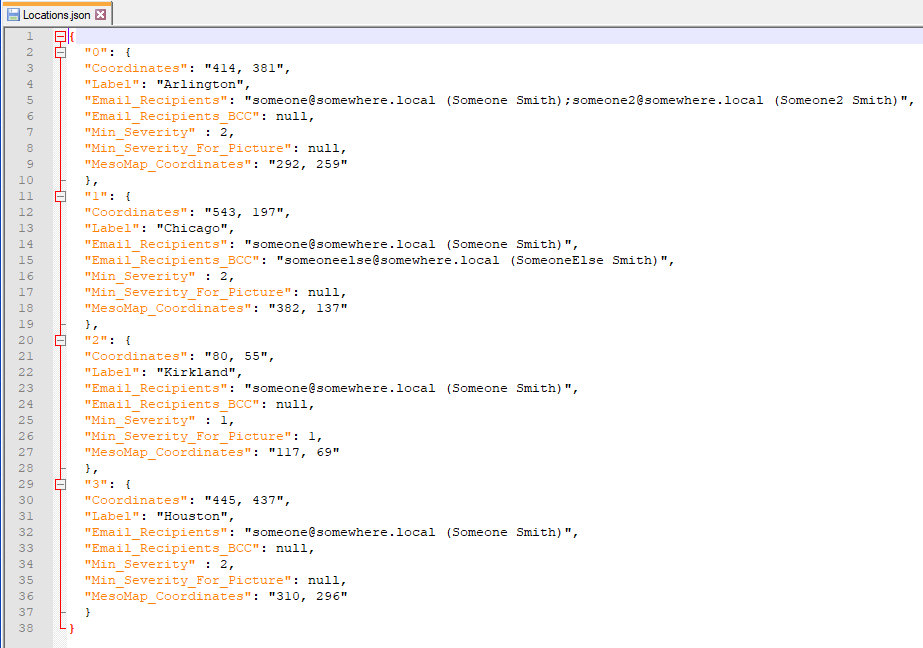 Locations.json
1 {
2 "0": {
3 "Coordinates": "414, 381",
4 "Label": "Arlington",
5 "Email_Recipients": "someone@somewhere.local (Someone Smith);someone2@somewhere.local (Someone2 Smith)",
6 "Email_Recipients_BCC": null,
7 "Min_Severity" : 2,
8 "Min_Severity_For_Picture": null,
9 "MesoMap_Coordinates": "292, 259"
10 },
11 "1": {
12 "Coordinates": "543, 197",
13 "Label": "Chicago",
14 "Email_Recipients": "someone@somewhere.local (Someone Smith)",
15 "Email_Recipients_BCC": "someoneelse@somewhere.local (SomeoneElse Smith)",
16 "Min_Severity" : 2,
17 "Min_Severity_For_Picture": null,
18 "MesoMap_Coordinates": "382, 137"
19 },
20 "2": {
21 "Coordinates": "80, 55",
22 "Label": "Kirkland",
23 "Email_Recipients": "someone@somewhere.local (Someone Smith)",
24 "Email_Recipients_BCC": null,
25 "Min_Severity" : 1,
26 "Min_Severity_For_Picture": 1,
27 "MesoMap_Coordinates": "117, 69"
28 },
29 "3": {
30 "Coordinates": "445, 437",
31 "Label": "Houston",
32 "Email_Recipients": "someone@somewhere.local (Someone Smith)",
33 "Email_Recipients_BCC": null,
34 "Min_Severity" : 2,
35 "Min_Severity_For_Picture": null,
36 "MesoMap_Coordinates": "310, 296"
37 }
38 }